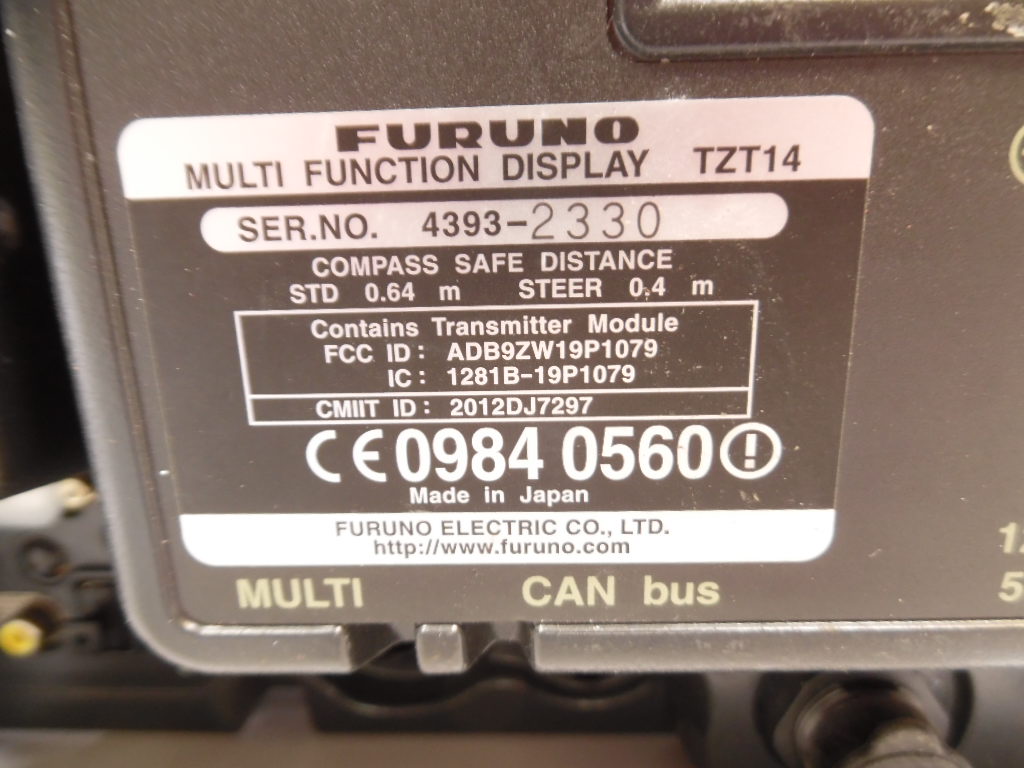 FURUNO
MULTI FUNCTION DISPLAY TZT14
SER.NO. 4393-2330
COMPASS SAFE DISTANCE
STD 0.64 m STEER 0.4 m
Contains Transmitter Module
FCC ID: ADB9ZW19P1079
IC: 1281B-19P1079
CMIIT ID: 2012DJ7297
CE0984 0560
Made in Japan
FURUNO ELECTRIC CO., LTD.
http://www.furuno.com
MULTI CAN bus